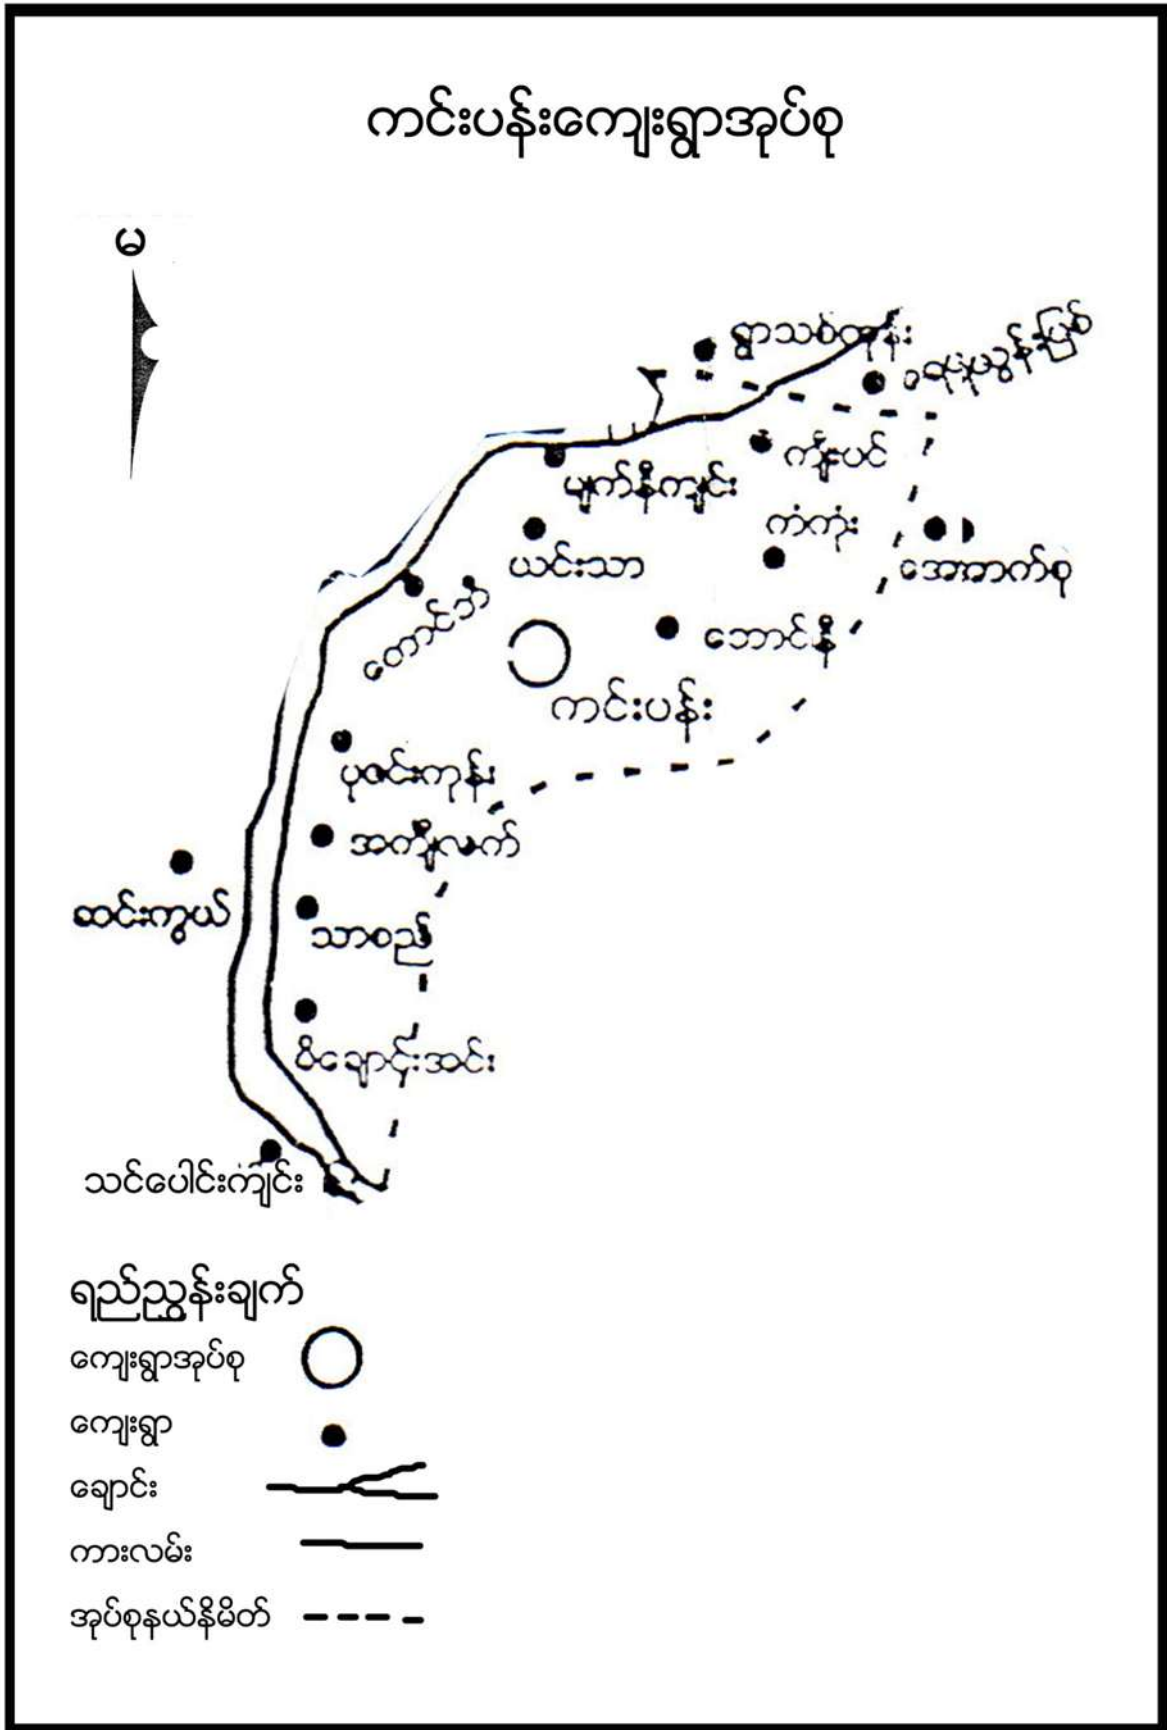 ကင်းပန်းကျေးရွာအုပ်စု
မ
ရွာသစ်ကုန်း
ကျီးပင်
မျက်နီကျင်း
ကံကုံး
ယင်းသာ
အောက်စု
တောင်ဘဲ
ဘောင်နီ
ကင်းပန်း
ပုဇင်းကုန်း
အကျီလက်
ဆင်းကွယ်
သာစည်
မိချောင်းအင်း
သင်ပေါင်းကျင်း
ရည်ညွှန်းချက်
ကျေးရွာအုပ်စု
ကျေးရွာ
ချောင်း
ကားလမ်း
အုပ်စုနယ်နိမိတ်